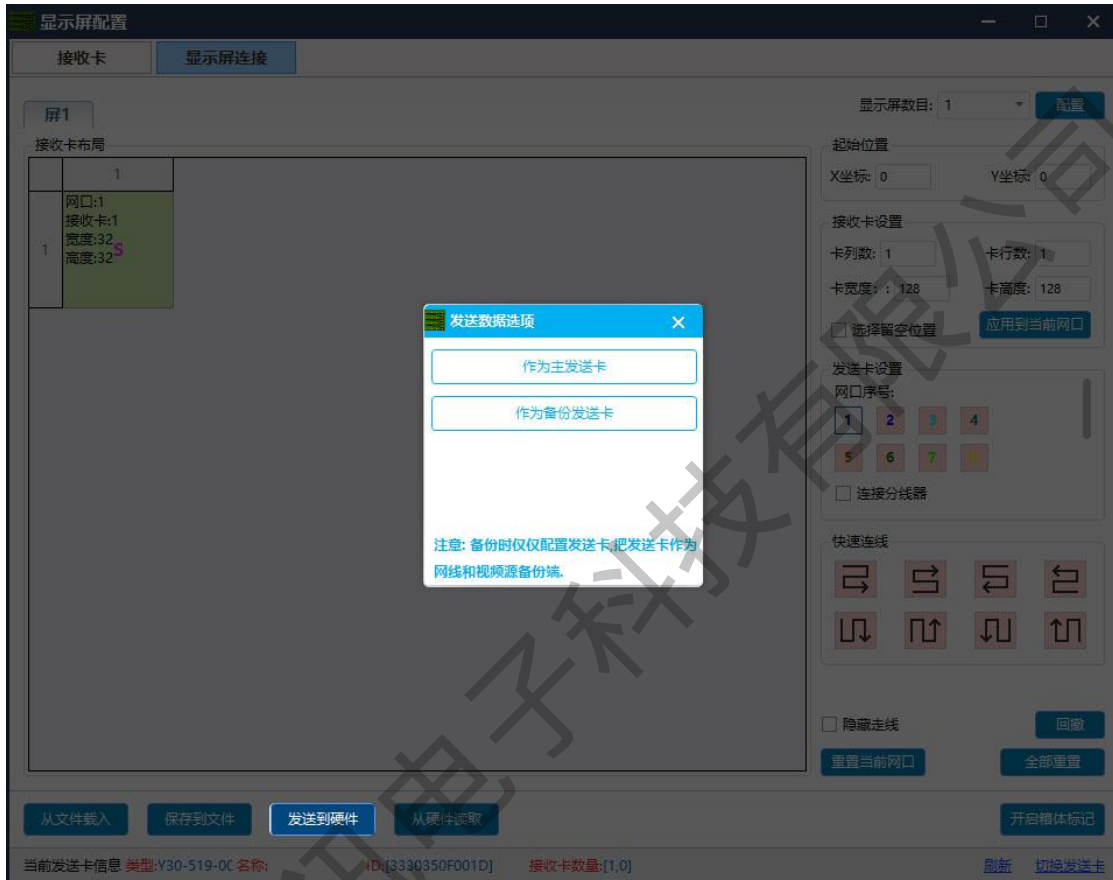 显示屏配置
接收卡
显示屏连接
屏1
显示屏数目: 1
配置
接收卡布局
1
1
网口:1
接收卡:1
宽度:32
高度:32
S
起始位置
X坐标: 0
Y坐标: 0
接收卡设置
卡列数: 1
卡行数: 1
卡宽度: : 128
卡高度: 128
选择留空位置
应用到当前网口
发送卡设置
网口序号:
1 2 3 4
5 6 7
连接分线器
快速连线
隐藏走线
回撤
重置当前网口
全部重置
发送数据选项
作为主发送卡
作为备份发送卡
注意: 备份时仅仅配置发送卡,把发送卡作为
网线和视频源备份端.
从文件载入
保存到文件
发送到硬件
从硬件读取
开启箱体标记
当前发送卡信息 类型:Y30-519-0C 名称: ID:[3330350F001D] 接收卡数量:[1,0]
刷新
切换发送卡
电子科技有限公司